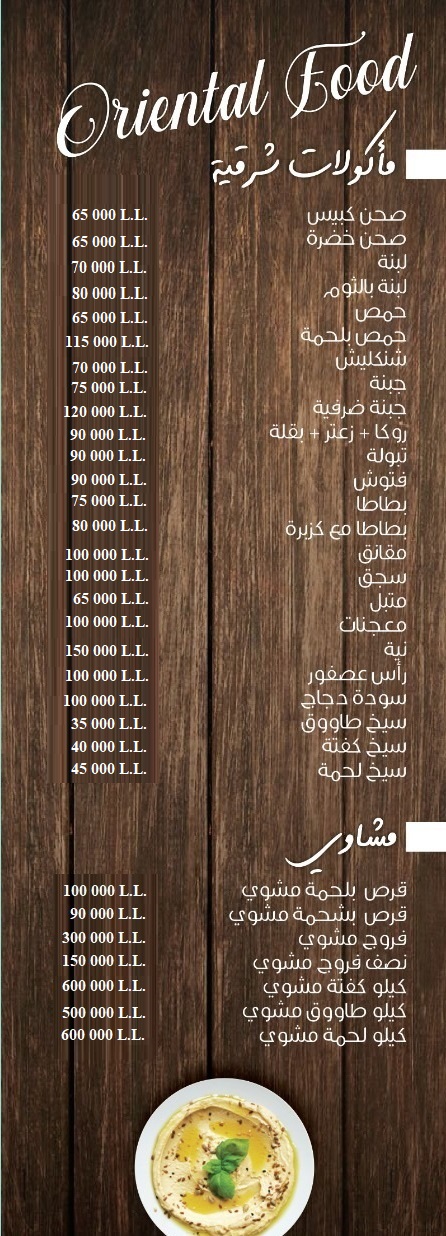 Oriental Food
مأكولات شرقية
صحن كبيس 65 000 L.L.
صحن خضرة 65 000 L.L.
لبنة 70 000 L.L.
لبنة بالثوم 80 000 L.L.
حمص 65 000 L.L.
حمص بلحمة 115 000 L.L.
شنكليش 70 000 L.L.
جبنة 75 000 L.L.
جبنة ضرفية 120 000 L.L.
روكا + زعتر + بقلة 90 000 L.L.
تبولة 90 000 L.L.
فتوش 90 000 L.L.
بطاطا 75 000 L.L.
بطاطا مع كزبرة 80 000 L.L.
مقانق 100 000 L.L.
سجق 100 000 L.L.
متبل 65 000 L.L.
معجنات 100 000 L.L.
نية 150 000 L.L.
رأس عصفور 100 000 L.L.
سودة دجاج 100 000 L.L.
سيخ طاووق 35 000 L.L.
سيخ كفتة 40 000 L.L.
سيخ لحمة 45 000 L.L.
مشاوي
قرص بلحمة مشوي 100 000 L.L.
قرص بشحمة مشوي 90 000 L.L.
فروج مشوي 300 000 L.L.
نصف فروج مشوي 150 000 L.L.
كيلو كفتة مشوي 600 000 L.L.
كيلو طاووق مشوي 500 000 L.L.
كيلو لحمة مشوي 600 000 L.L.